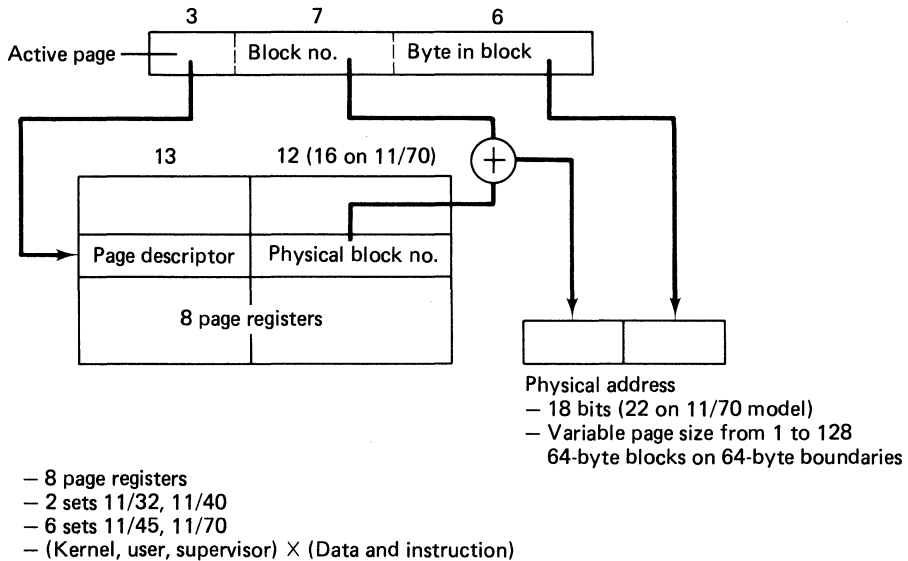 3 7 6
Active page Block no. Byte in block
13 12 (16 on 11/70)
+
Page descriptor Physical block no.
8 page registers
Physical address
– 18 bits (22 on 11/70 model)
– Variable page size from 1 to 128
64-byte blocks on 64-byte boundaries
– 8 page registers
– 2 sets 11/32, 11/40
– 6 sets 11/45, 11/70
– (Kernel, user, supervisor) X (Data and instruction)